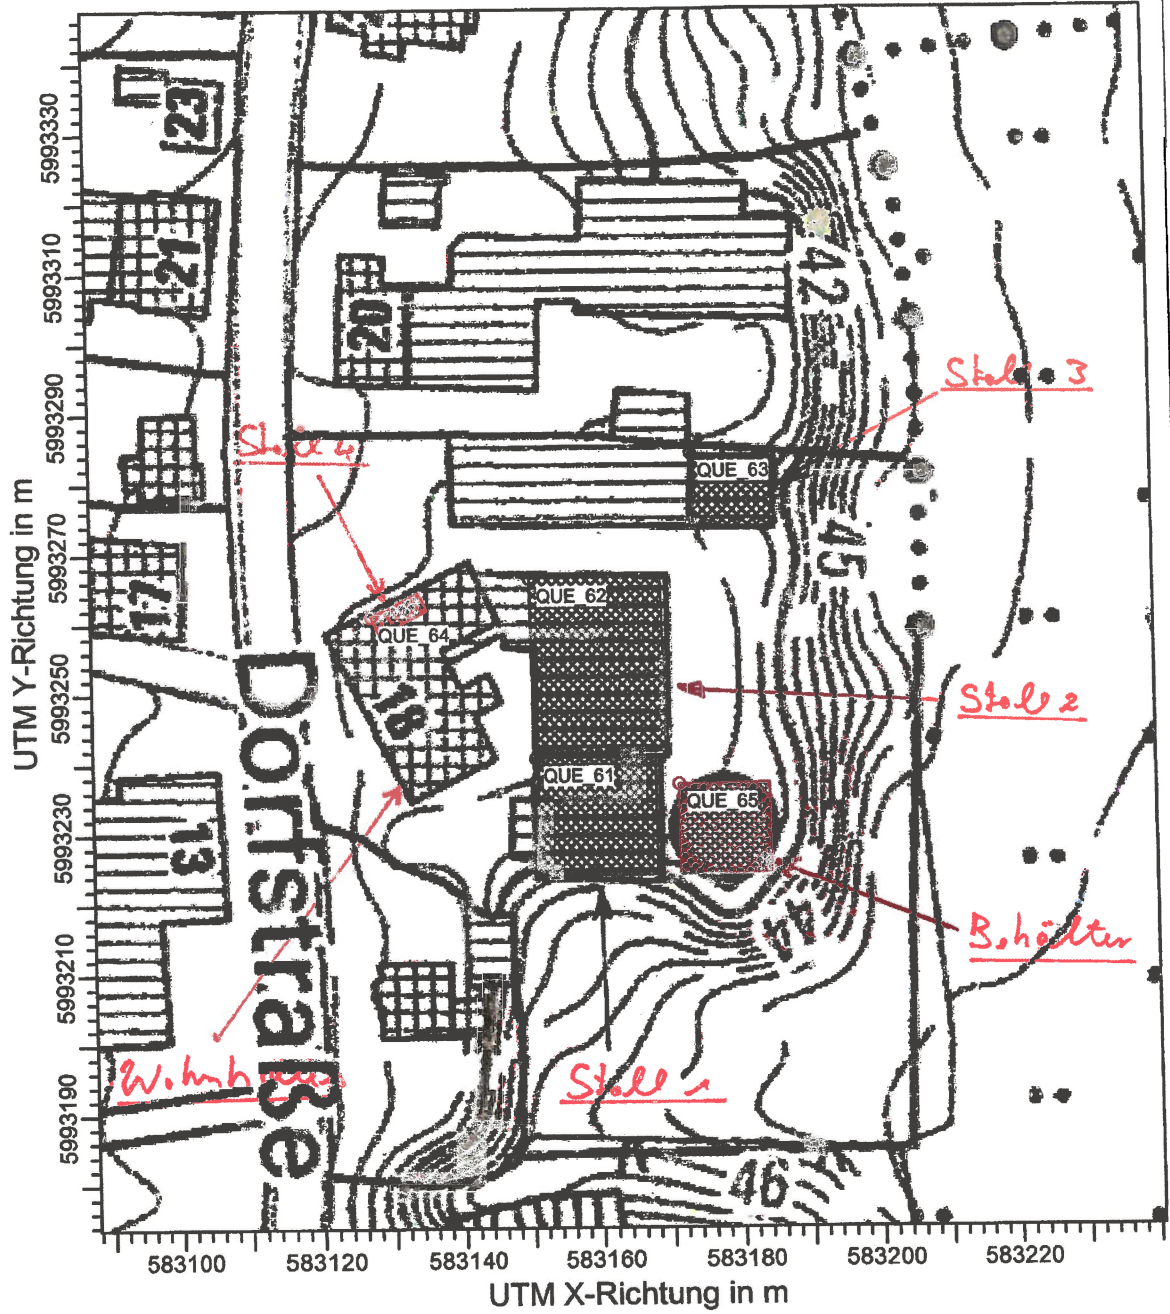 5993330
23
5993310
21
20
42
5993290
Stall 3
Stall 4
QUE_63
UTM Y-Richtung in m
5993270
45
17
QUE_62
QUE_64
5993250
18
Stall 2
Dorfstraße
QUE_61
QUE_65
5993230
13
44
Behälter
5993210
Wohnhaus
Stall 1
5993190
46
583100
583120
583140
583160
583180
583200
583220
UTM X-Richtung in m